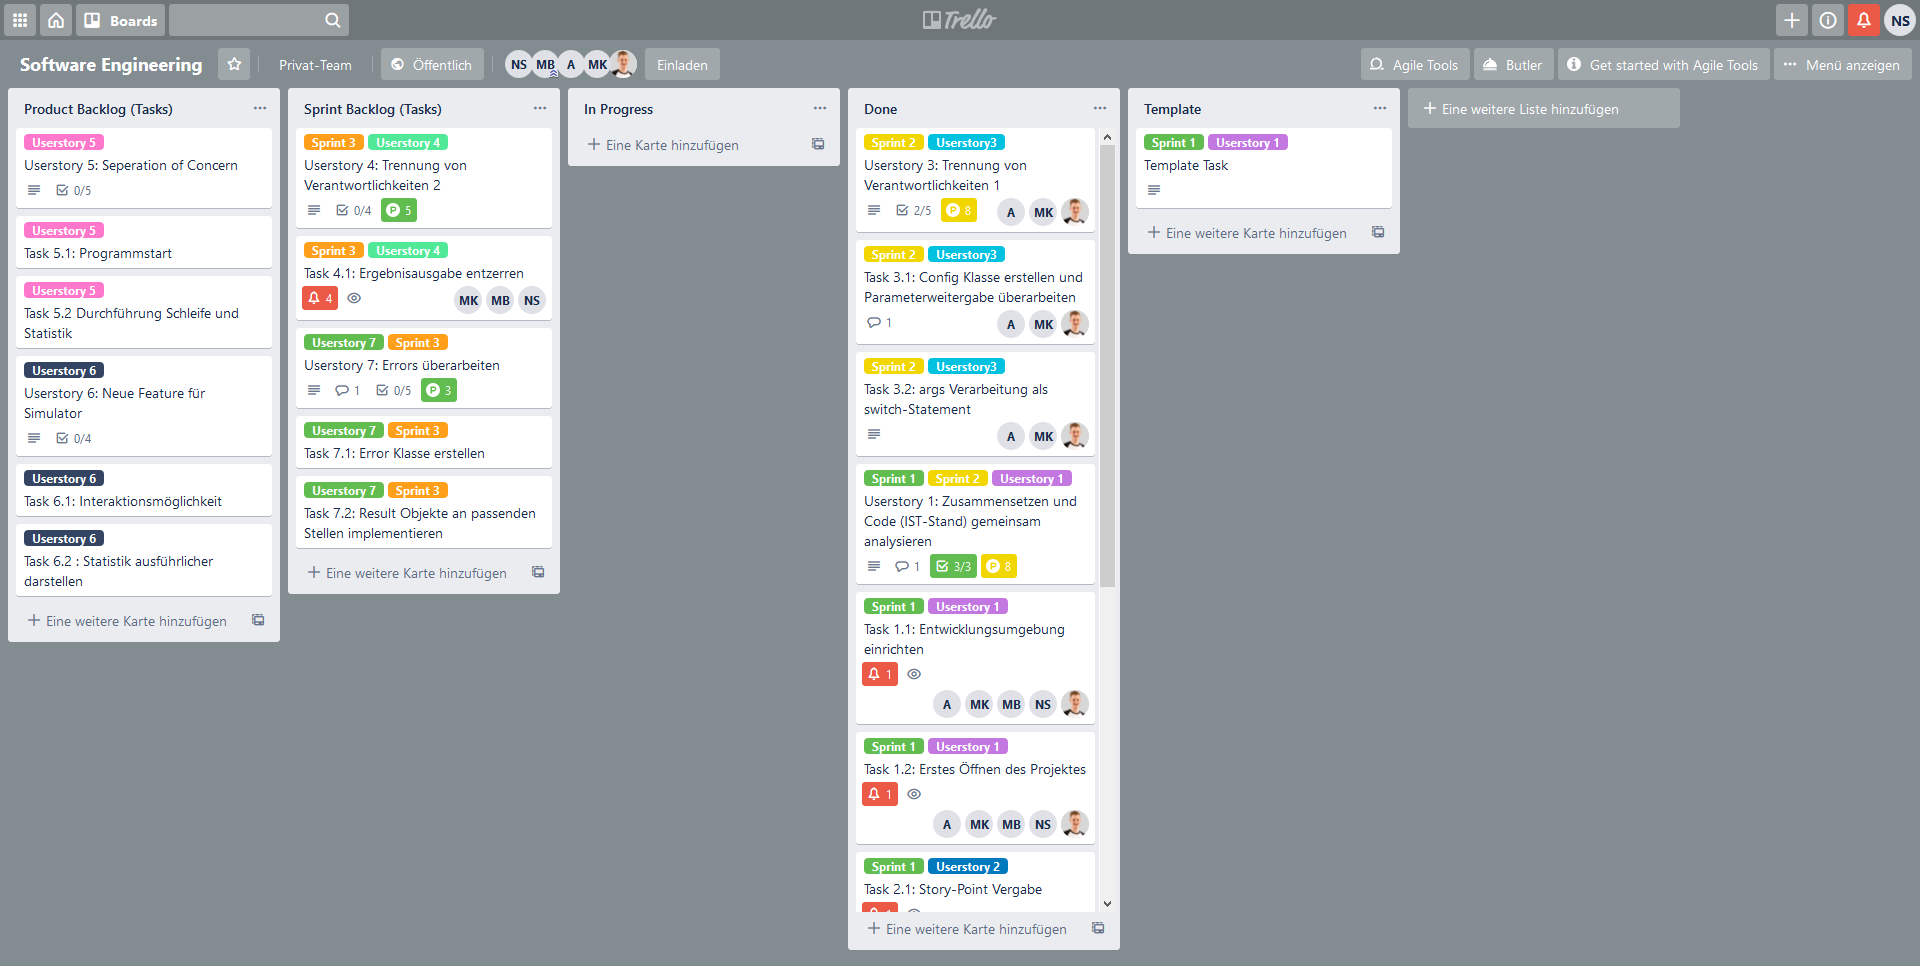 Boards
Trello
NS
Software Engineering
Privat-Team
Öffentlich
NS MB A MK
Einladen
Agile Tools
Butler
Get started with Agile Tools
Menü anzeigen
Product Backlog (Tasks)
Userstory 5
Userstory 5: Seperation of Concern
0/5
Userstory 5
Task 5.1: Programmstart
Userstory 5
Task 5.2 Durchführung Schleife und
Statistik
Userstory 6
Userstory 6: Neue Feature für
Simulator
0/4
Userstory 6
Task 6.1: Interaktionsmöglichkeit
Userstory 6
Task 6.2 : Statistik ausführlicher
darstellen
Eine weitere Karte hinzufügen
Sprint Backlog (Tasks)
Sprint 3 Userstory 4
Userstory 4: Trennung von
Verantwortlichkeiten 2
0/4 P 5
Sprint 3 Userstory 4
Task 4.1: Ergebnisausgabe entzerren
4 MK MB NS
Userstory 7 Sprint 3
Userstory 7: Errors überarbeiten
1 0/5 P 3
Userstory 7 Sprint 3
Task 7.1: Error Klasse erstellen
Userstory 7 Sprint 3
Task 7.2: Result Objekte an passenden
Stellen implementieren
Eine weitere Karte hinzufügen
In Progress
Eine Karte hinzufügen
Done
Sprint 2 Userstory3
Userstory 3: Trennung von
Verantwortlichkeiten 1
2/5 P 8 A MK
Sprint 2 Userstory3
Task 3.1: Config Klasse erstellen und
Parameterweitergabe überarbeiten
1 A MK
Sprint 2 Userstory3
Task 3.2: args Verarbeitung als
switch-Statement
A MK
Sprint 1 Sprint 2 Userstory 1
Userstory 1: Zusammensetzen und
Code (IST-Stand) gemeinsam
analysieren
1 3/3 P 8
Sprint 1 Userstory 1
Task 1.1: Entwicklungsumgebung
einrichten
1
A MK MB NS
Sprint 1 Userstory 1
Task 1.2: Erstes Öffnen des Projektes
1
A MK MB NS
Sprint 1 Userstory 2
Task 2.1: Story-Point Vergabe
Eine weitere Karte hinzufügen
Template
Sprint 1 Userstory 1
Template Task
Eine weitere Karte hinzufügen
Eine weitere Liste hinzufügen